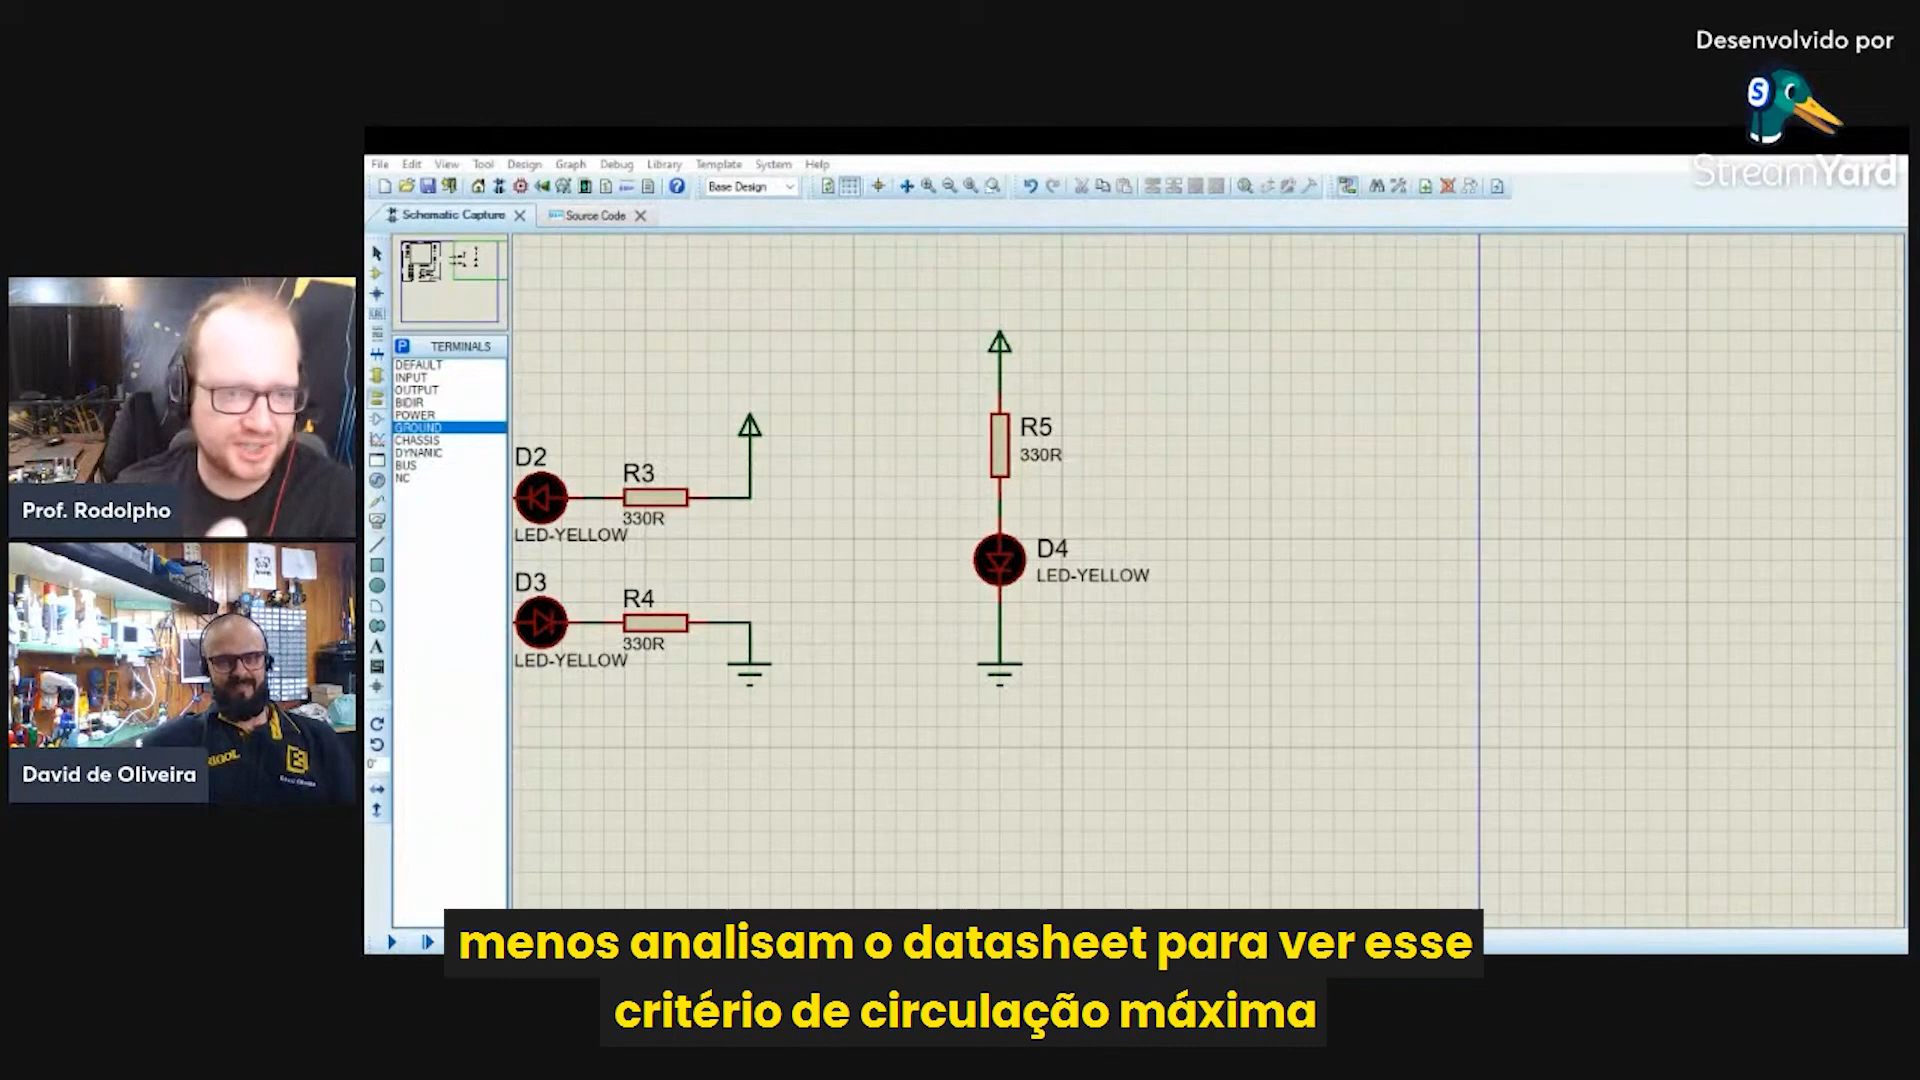 Desenvolvido por
S
StreamYard
File Edit View Tool Design Graph Debug Library Template System Help
Base Design
Schematic Capture
Source Code
P TERMINALS
DEFAULT
INPUT
OUTPUT
BIDIR
POWER
GROUND
CHASSIS
DYNAMIC
BUS
NC
D2
R3
330R
LED-YELLOW
D3
R4
330R
LED-YELLOW
R5
330R
D4
LED-YELLOW
Prof. Rodolpho
David de Oliveira
menos analisam o datasheet para ver esse
critério de circulação máxima